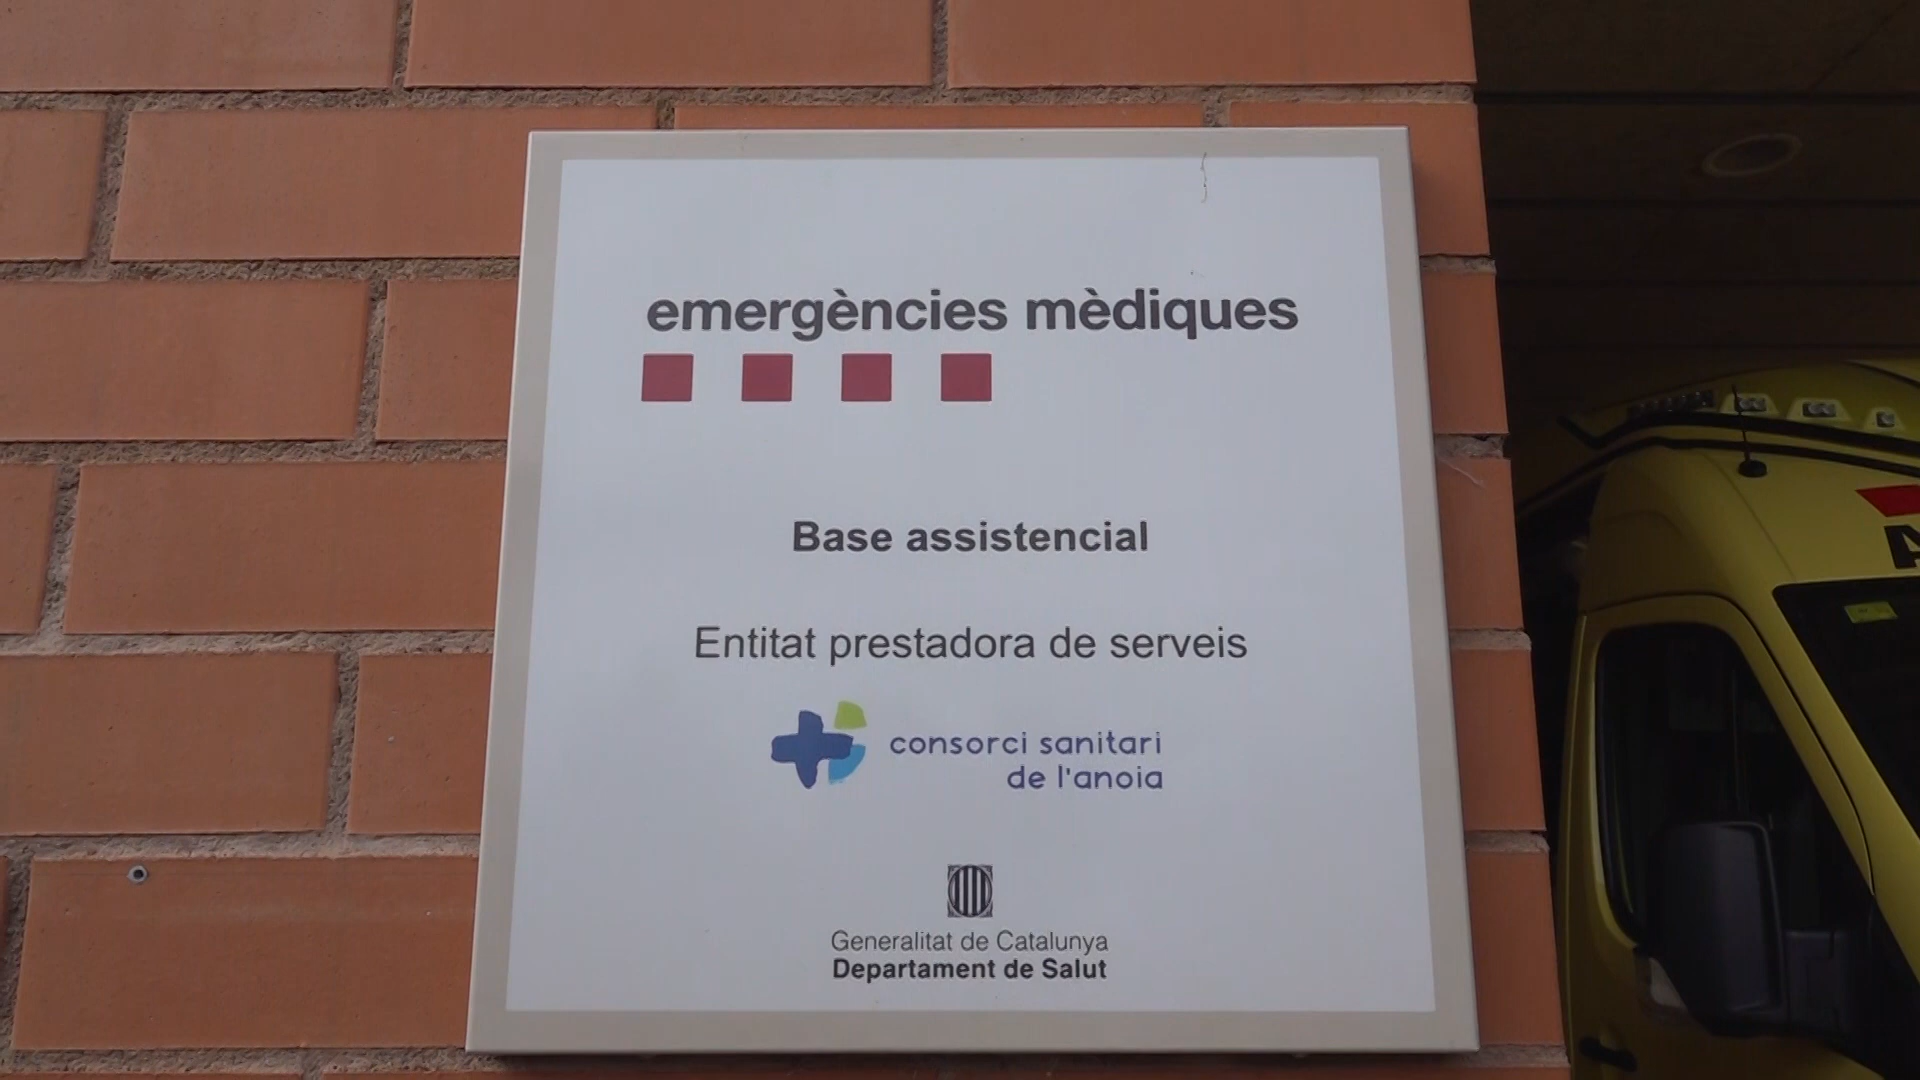 emergències mèdiques
Base assistencial
Entitat prestadora de serveis
consorci sanitari
de l'anoia
Generalitat de Catalunya
Departament de Salut